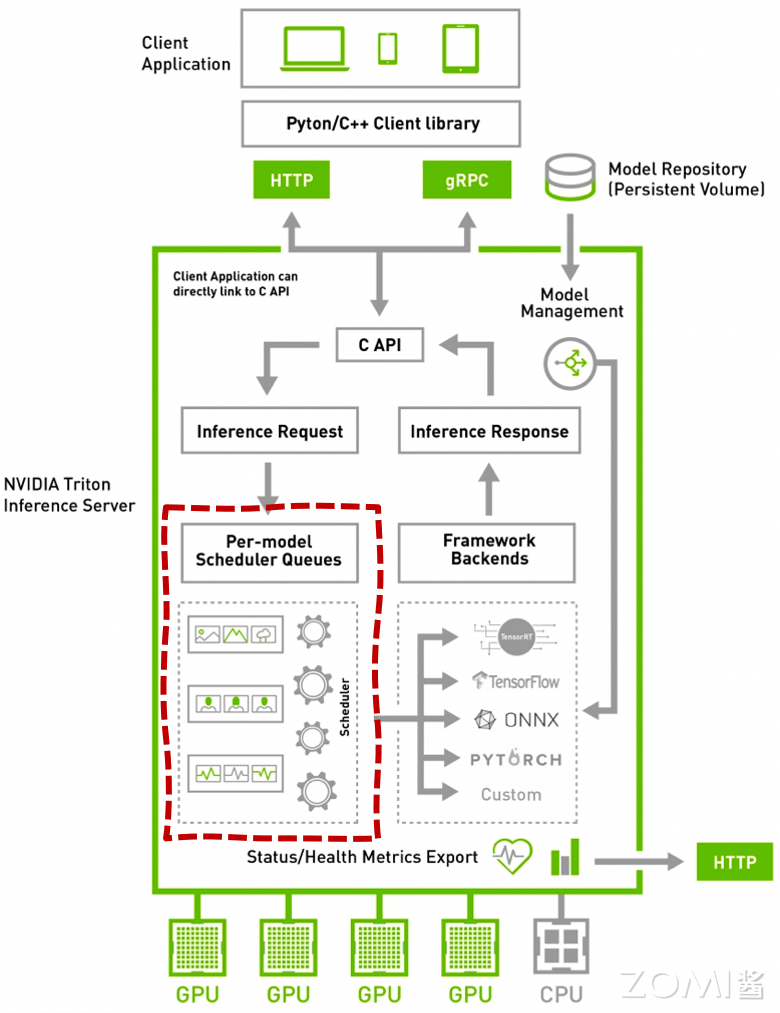 Client
Application
Pyton/C++ Client library
HTTP
gRPC
Model Repository
(Persistent Volume)
Client Application can
directly link to C API
Model
Management
C API
Inference Request
Inference Response
NVIDIA Triton
Inference Server
Per-model
Scheduler Queues
Framework
Backends
Scheduler
TensorRT
TensorFlow
ONNX
PYTORCH
Custom
Status/Health Metrics Export
HTTP
GPU
GPU
GPU
GPU
CPU
ZOMI酱